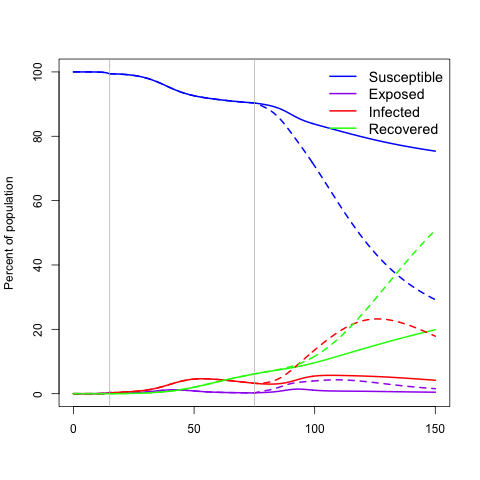 Susceptible
Exposed
Infected
Recovered
Percent of population
100
80
60
40
20
0
0 50 100 150